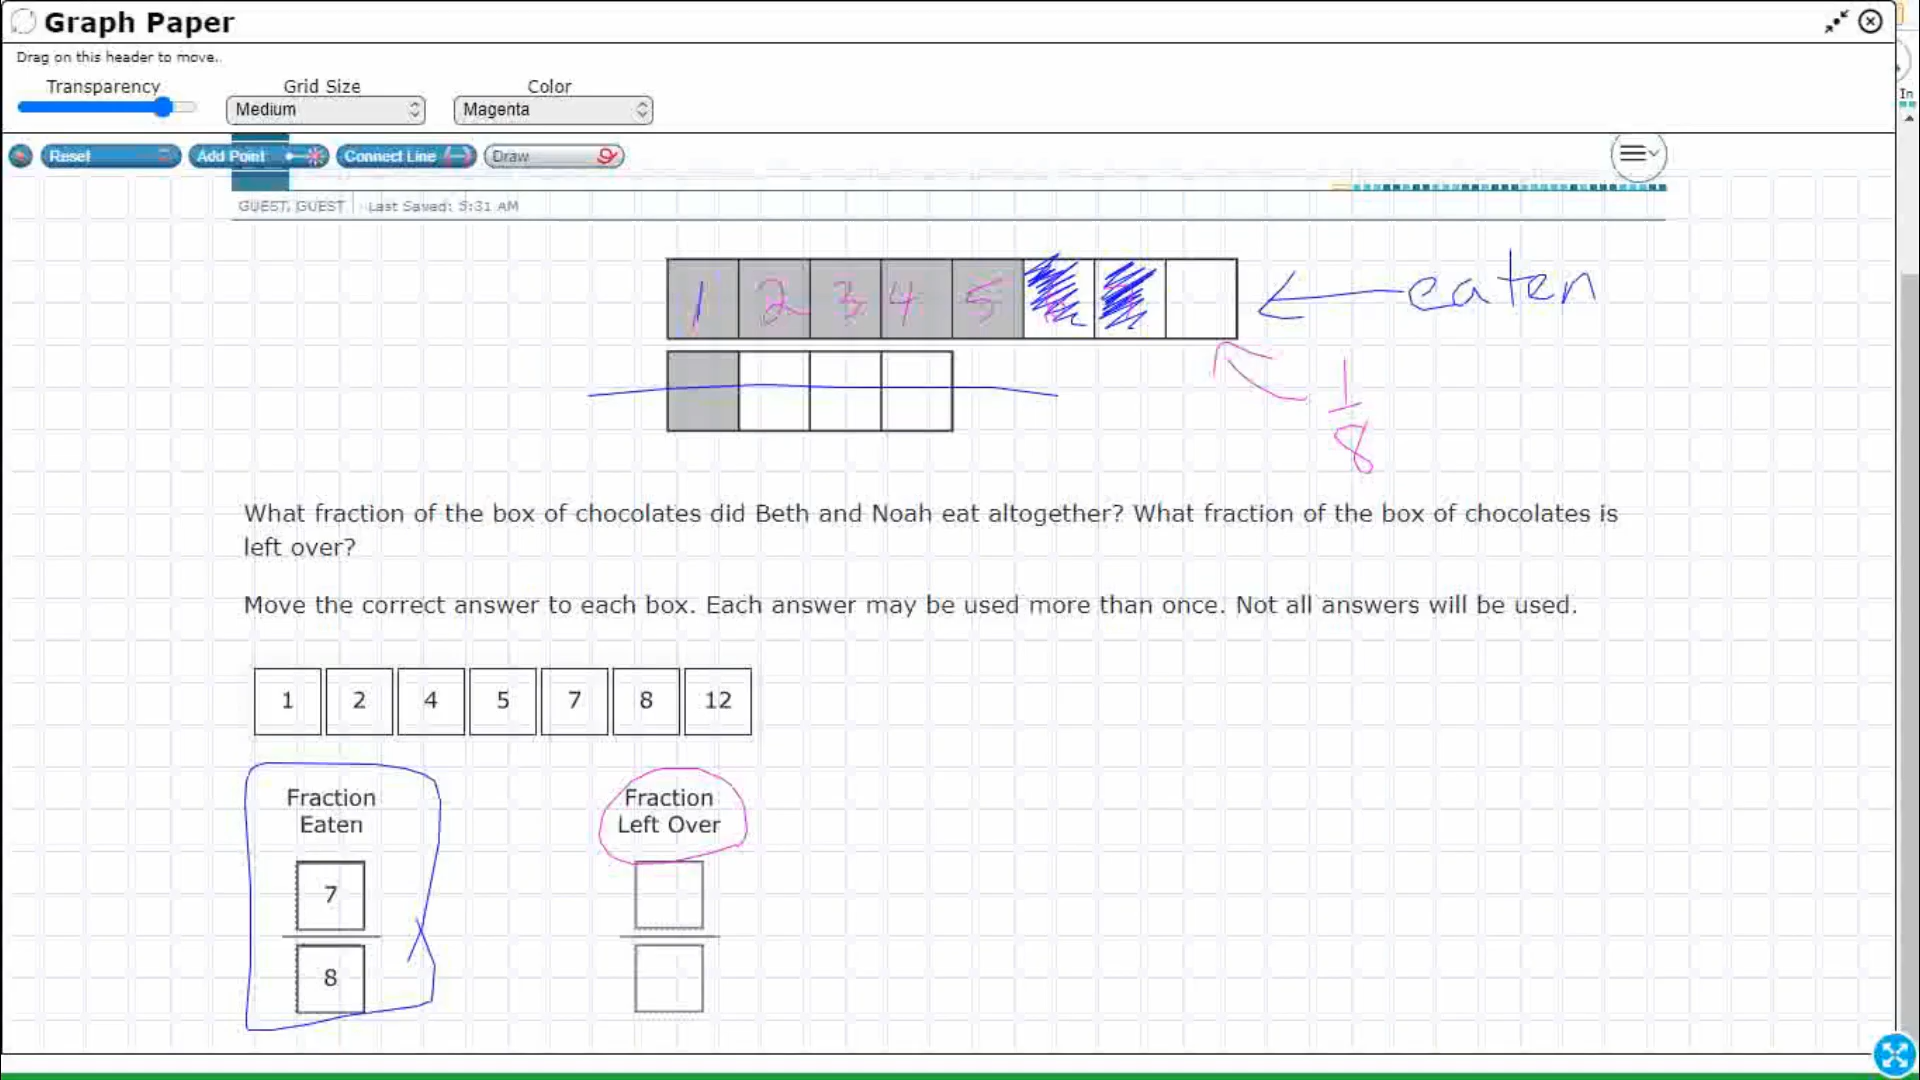 Graph Paper
Drag on this header to move..
Transparency Grid Size Color
Medium Magenta
In
Reset Add Point Connect Line Draw
GUEST, GUEST Last Saved: 5:31 AM
1 2 3 4 5 eaten
1
8
What fraction of the box of chocolates did Beth and Noah eat altogether? What fraction of the box of chocolates is
left over?
Move the correct answer to each box. Each answer may be used more than once. Not all answers will be used.
1 2 4 5 7 8 12
Fraction Fraction
Eaten Left Over
7
8